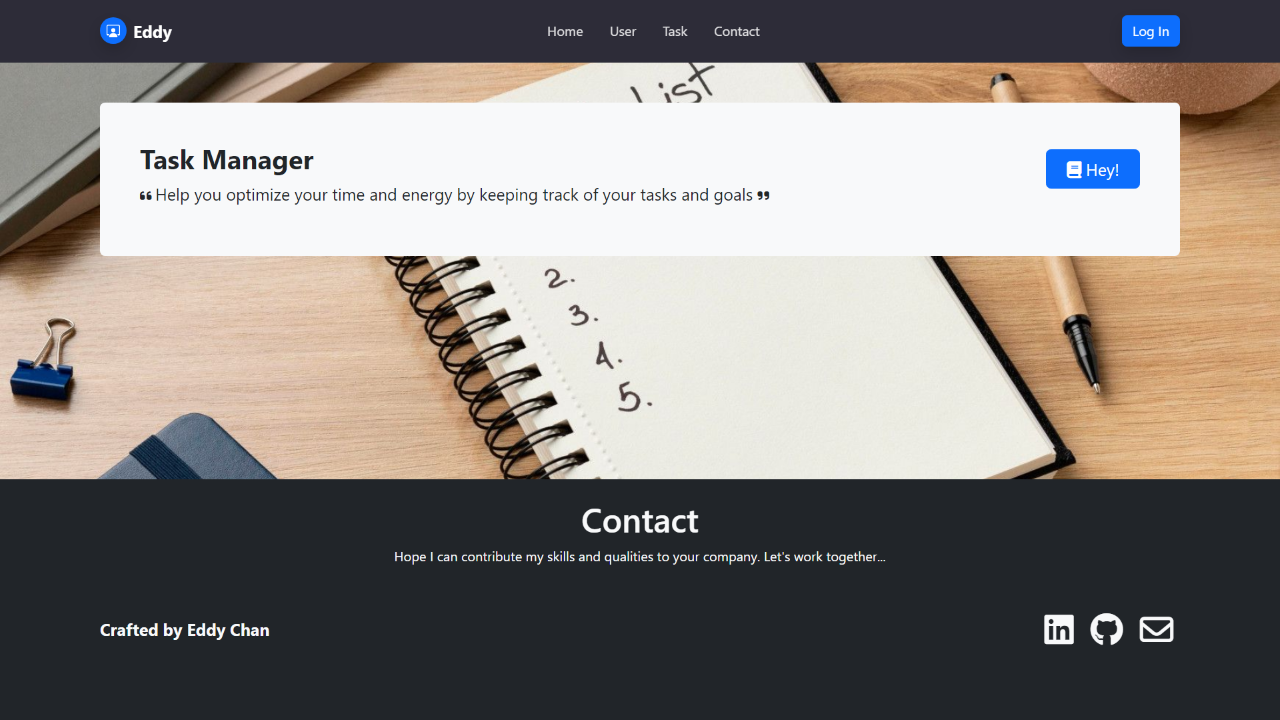 Eddy
Home
User
Task
Contact
Log In
List
Task Manager
Hey!
❝ Help you optimize your time and energy by keeping track of your tasks and goals ❞
2.
3.
4.
5.
Contact
Hope I can contribute my skills and qualities to your company. Let's work together...
Crafted by Eddy Chan
in